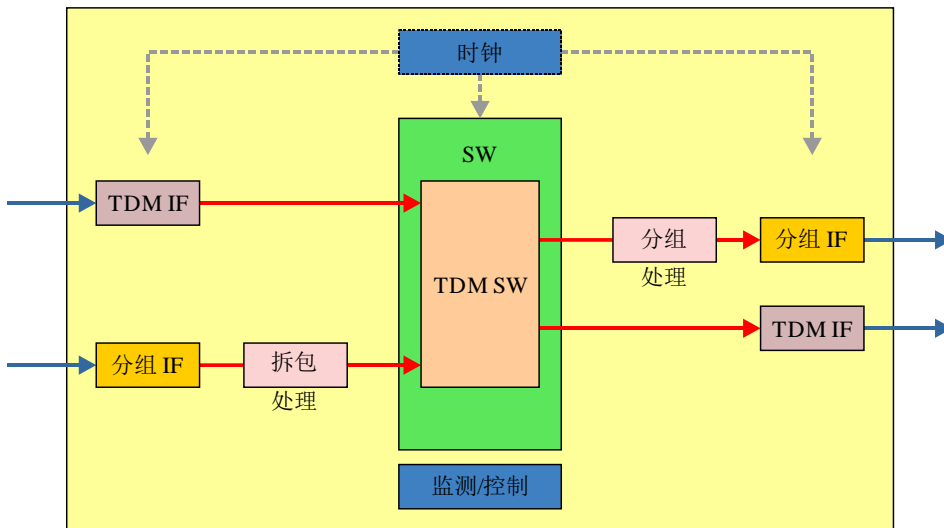 时钟
SW
TDM IF
TDM SW
分组
处理
分组 IF
TDM IF
分组 IF
拆包
处理
监测/控制